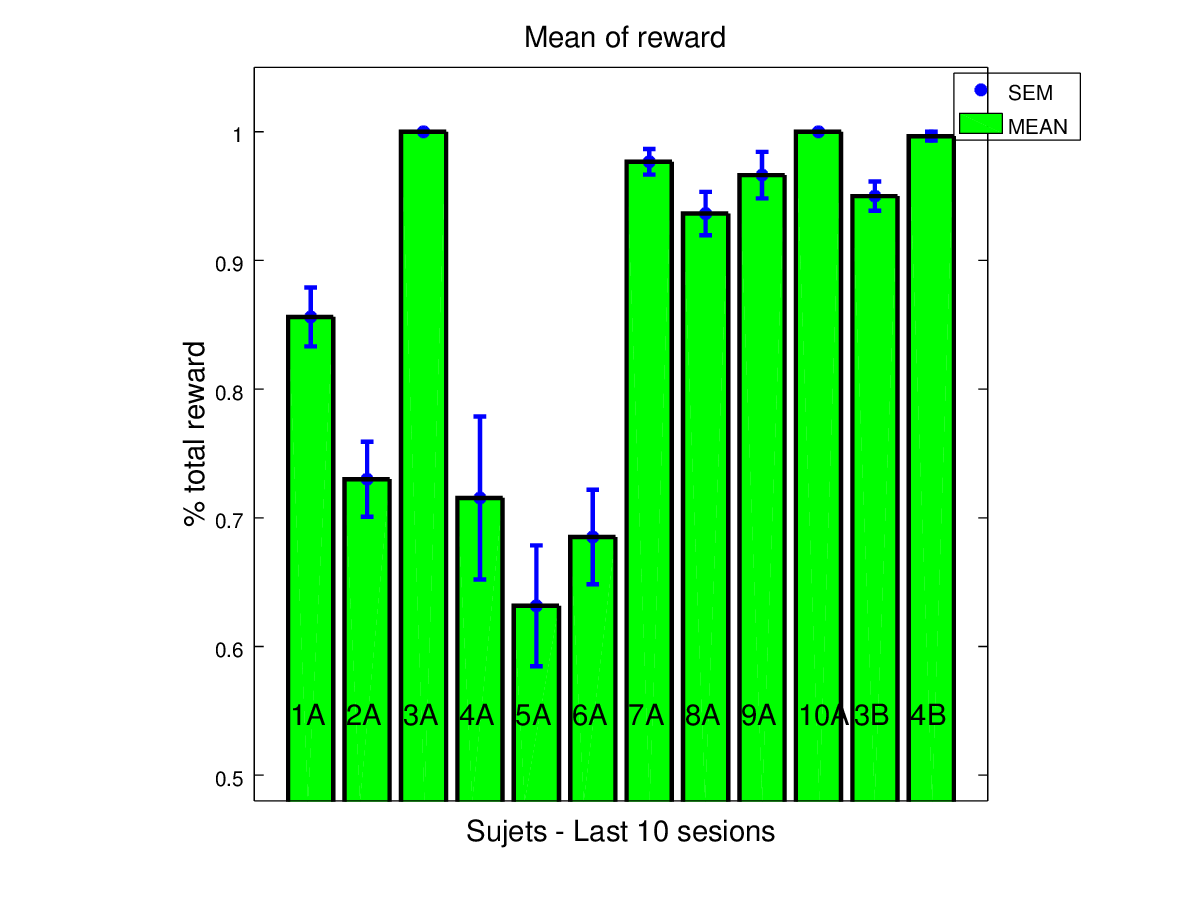 Mean of reward
SEM
MEAN
1
0.9
0.8
0.7
0.6
0.5
% total reward
1A 2A 3A 4A 5A 6A 7A 8A 9A 10A 3B 4B
Sujets - Last 10 sesions